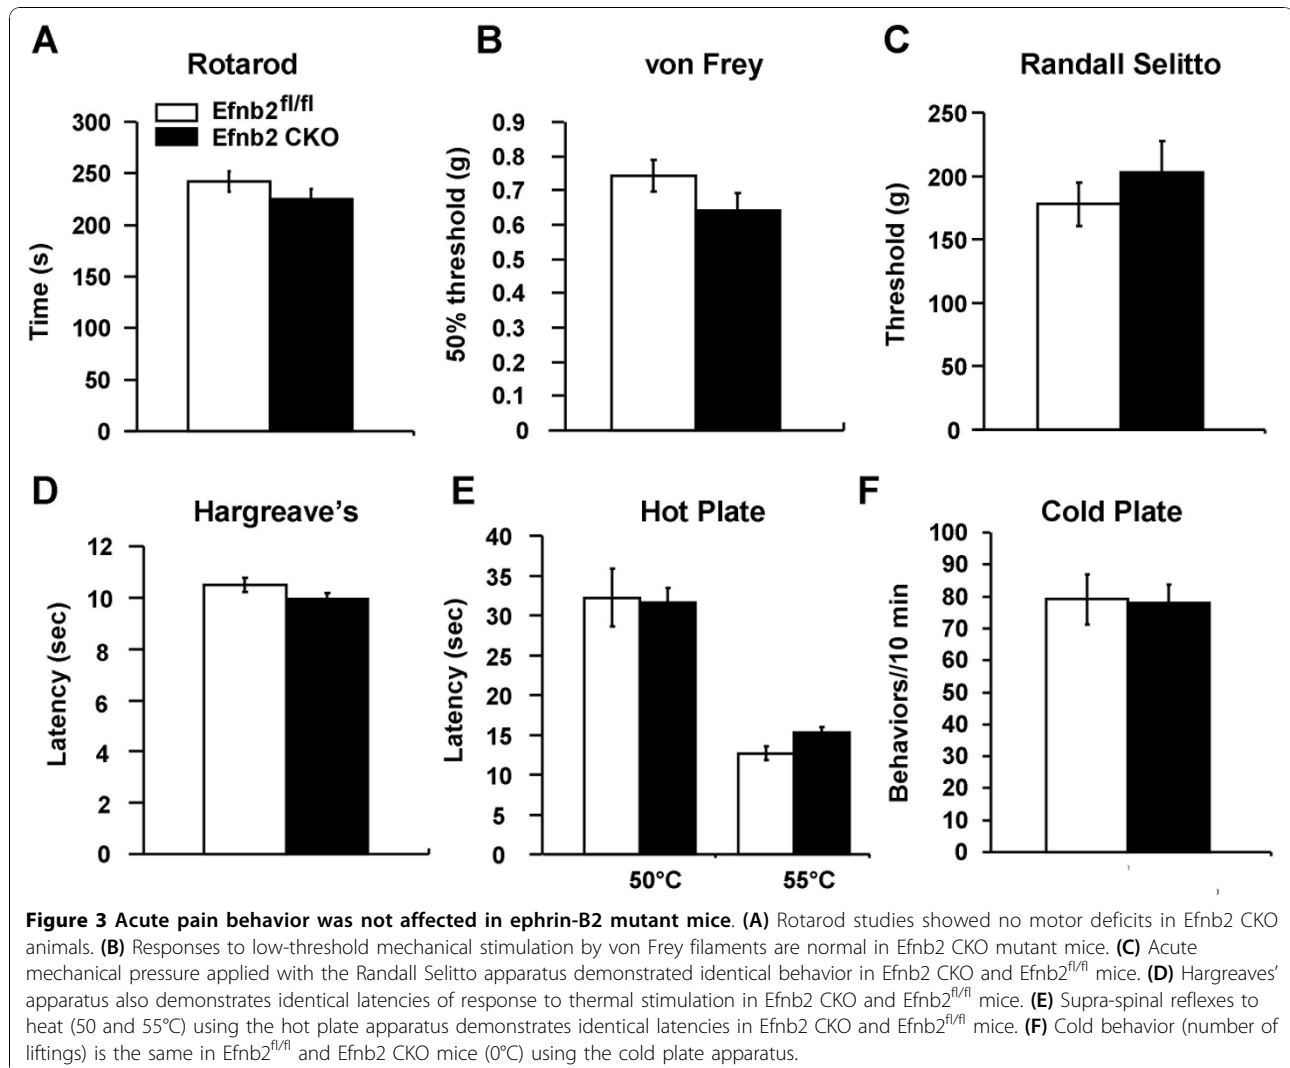 A
Rotarod
Efnb2fl/fl
Efnb2 CKO
Time (s)
300
250
200
150
100
50
0
B
von Frey
50% threshold (g)
0.9
0.8
0.7
0.6
0.5
0.4
0.3
0.2
0.1
0
C
Randall Selitto
Threshold (g)
250
200
150
100
50
0
D
Hargreave's
Latency (sec)
12
10
8
6
4
2
0
E
Hot Plate
Latency (sec)
40
35
30
25
20
15
10
5
0
50°C 55°C
F
Cold Plate
Behaviors//10 min
100
90
80
70
60
50
40
30
20
10
0
Figure 3 Acute pain behavior was not affected in ephrin-B2 mutant mice. (A) Rotarod studies showed no motor deficits in Efnb2 CKO
animals. (B) Responses to low-threshold mechanical stimulation by von Frey filaments are normal in Efnb2 CKO mutant mice. (C) Acute
mechanical pressure applied with the Randall Selitto apparatus demonstrated identical behavior in Efnb2 CKO and Efnb2fl/fl mice. (D) Hargreaves'
apparatus also demonstrates identical latencies of response to thermal stimulation in Efnb2 CKO and Efnb2fl/fl mice. (E) Supra-spinal reflexes to
heat (50 and 55°C) using the hot plate apparatus demonstrates identical latencies in Efnb2 CKO and Efnb2fl/fl mice. (F) Cold behavior (number of
liftings) is the same in Efnb2fl/fl and Efnb2 CKO mice (0°C) using the cold plate apparatus.